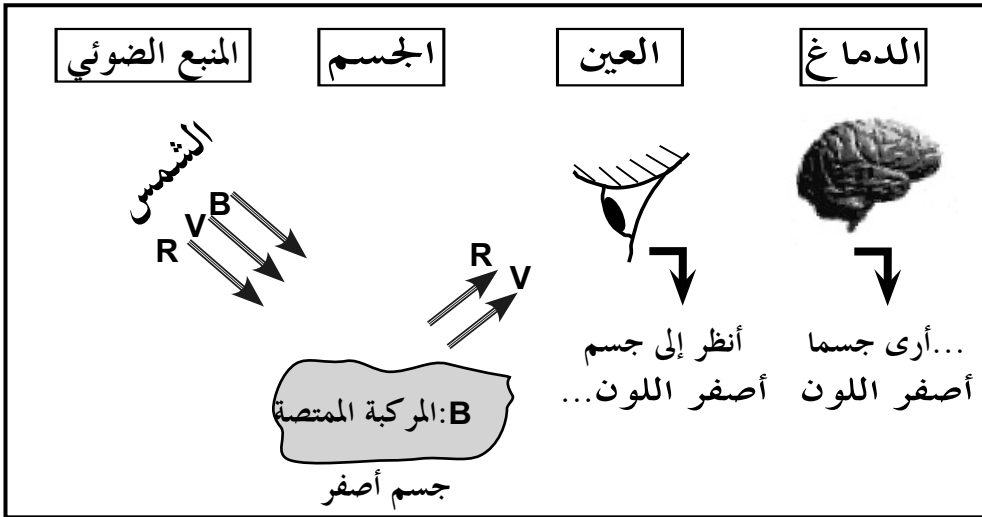 الدماغ
العين
الجسم
المنبع الضوئي
الشمس
B
V
R
R
V
...أرى جسما
أصفر اللون
أنظر إلى جسم
أصفر اللون...
B:المركبة الممتصة
جسم أصفر